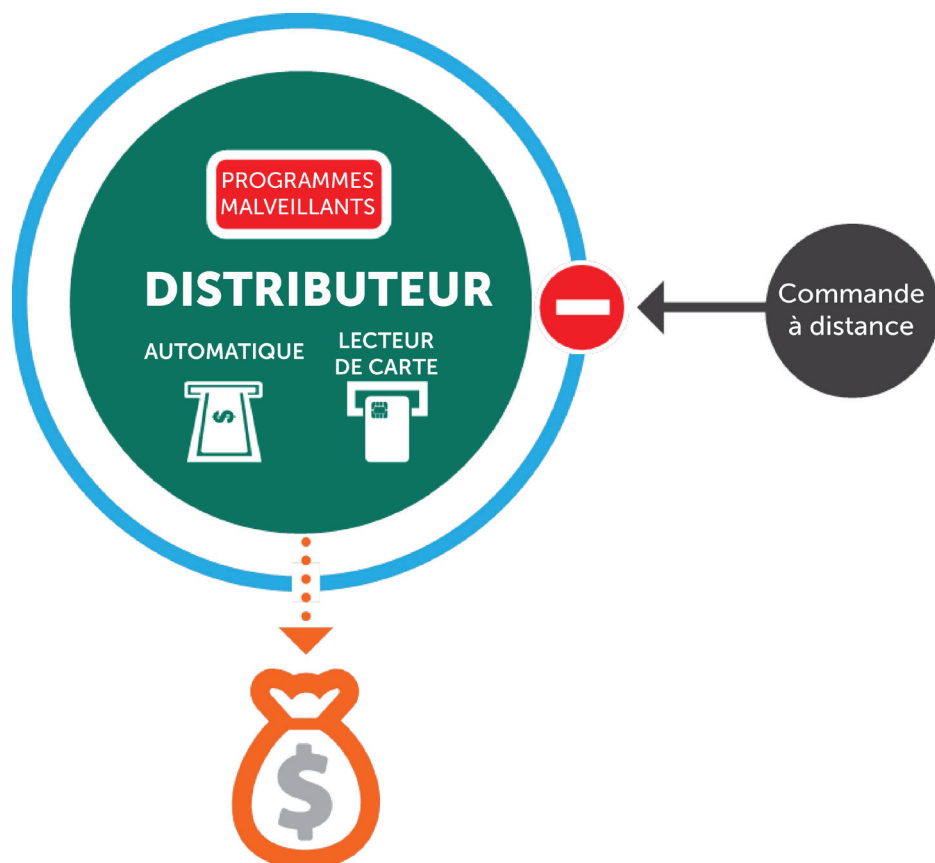 PROGRAMMES
MALVEILLANTS
DISTRIBUTEUR
AUTOMATIQUE
LECTEUR
DE CARTE
$
Commande
à distance
$